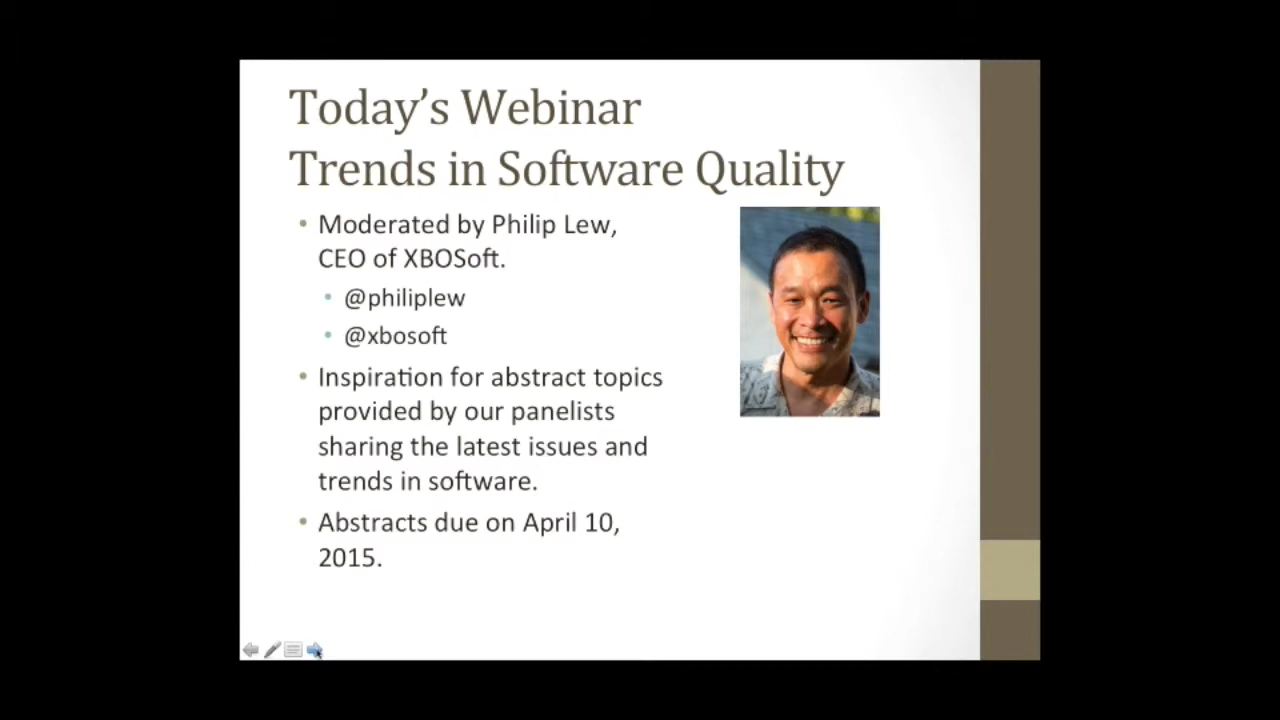 Today's Webinar
Trends in Software Quality
• Moderated by Philip Lew,
CEO of XBOSoft.
• @philiplew
• @xbosoft
• Inspiration for abstract topics
provided by our panelists
sharing the latest issues and
trends in software.
• Abstracts due on April 10,
2015.